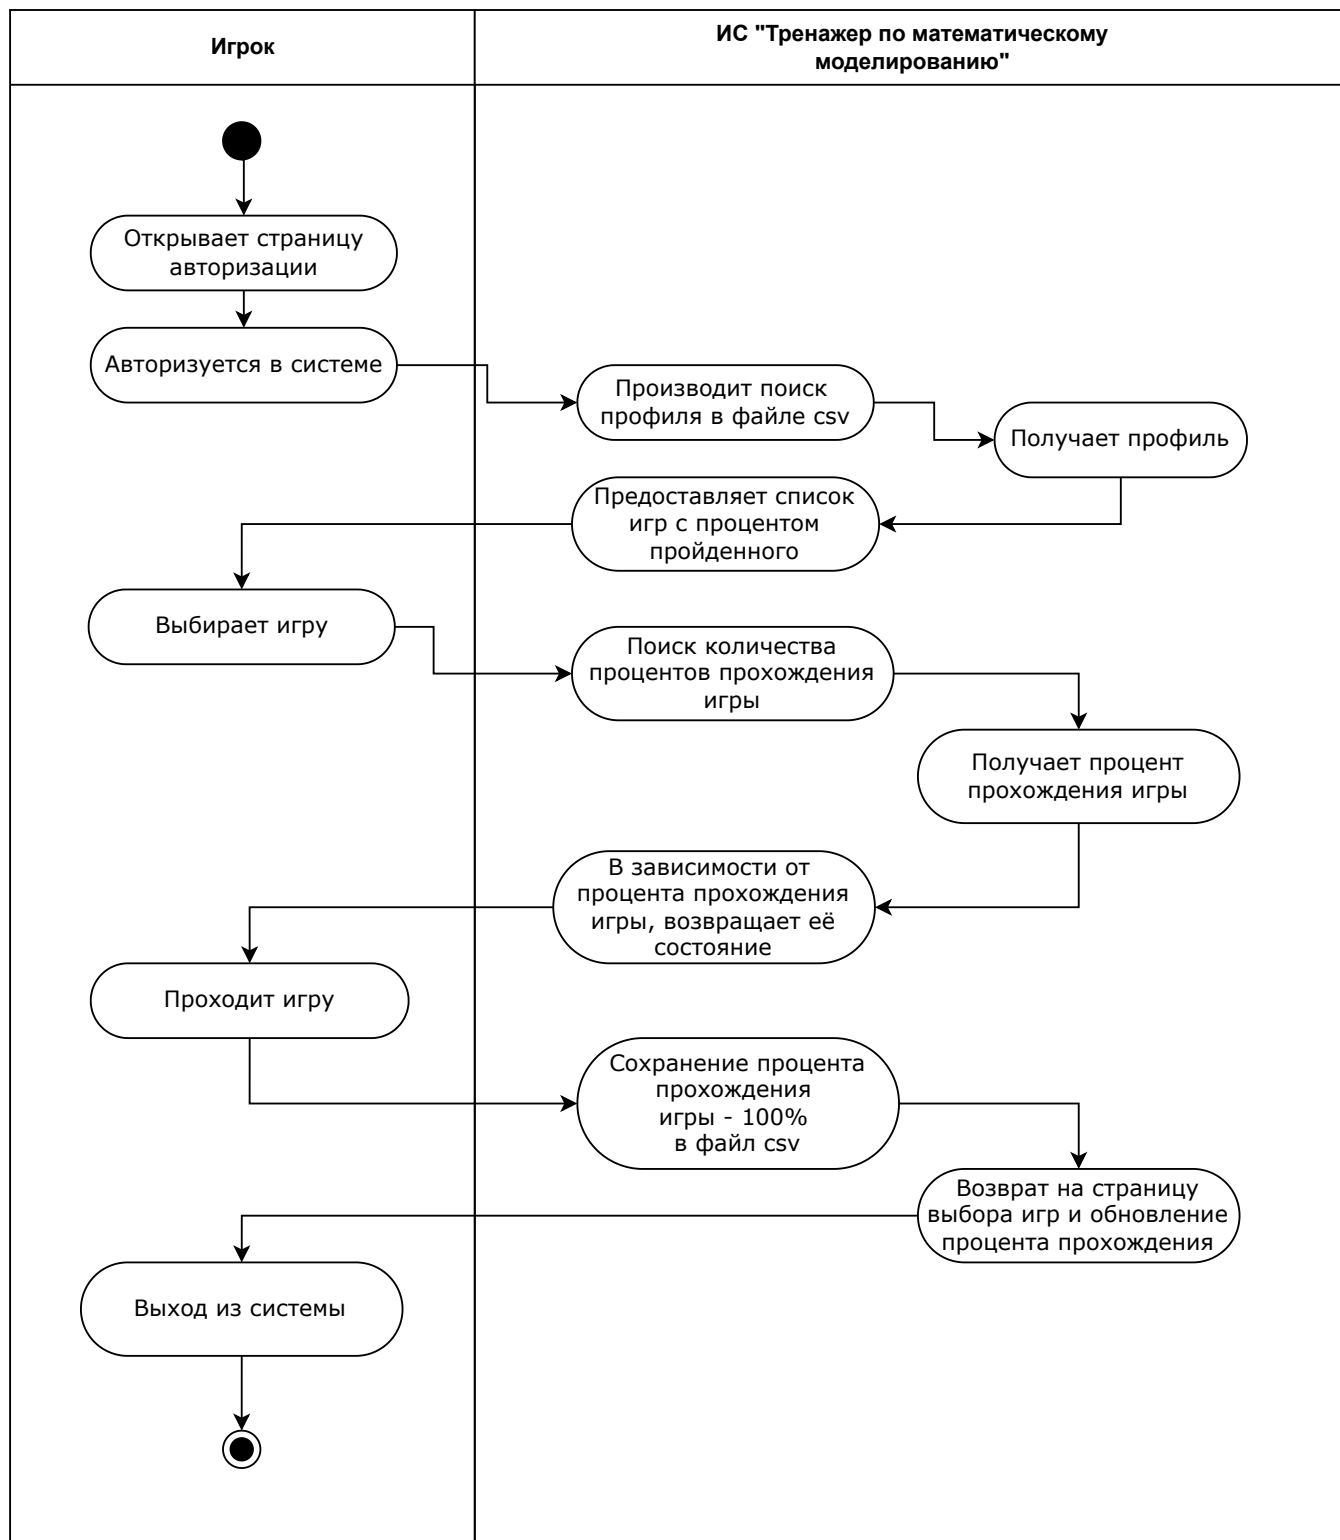 Игрок
ИС "Тренажер по математическому
моделированию"
Открывает страницу
авторизации
Авторизуется в системе
Производит поиск
профиля в файле csv
Получает профиль
Предоставляет список
игр с процентом
пройденного
Выбирает игру
Поиск количества
процентов прохождения
игры
Получает процент
прохождения игры
В зависимости от
процента прохождения
игры, возвращает её
состояние
Проходит игру
Сохранение процента
прохождения
игры - 100%
в файл csv
Возврат на страницу
выбора игр и обновление
процента прохождения
Выход из системы